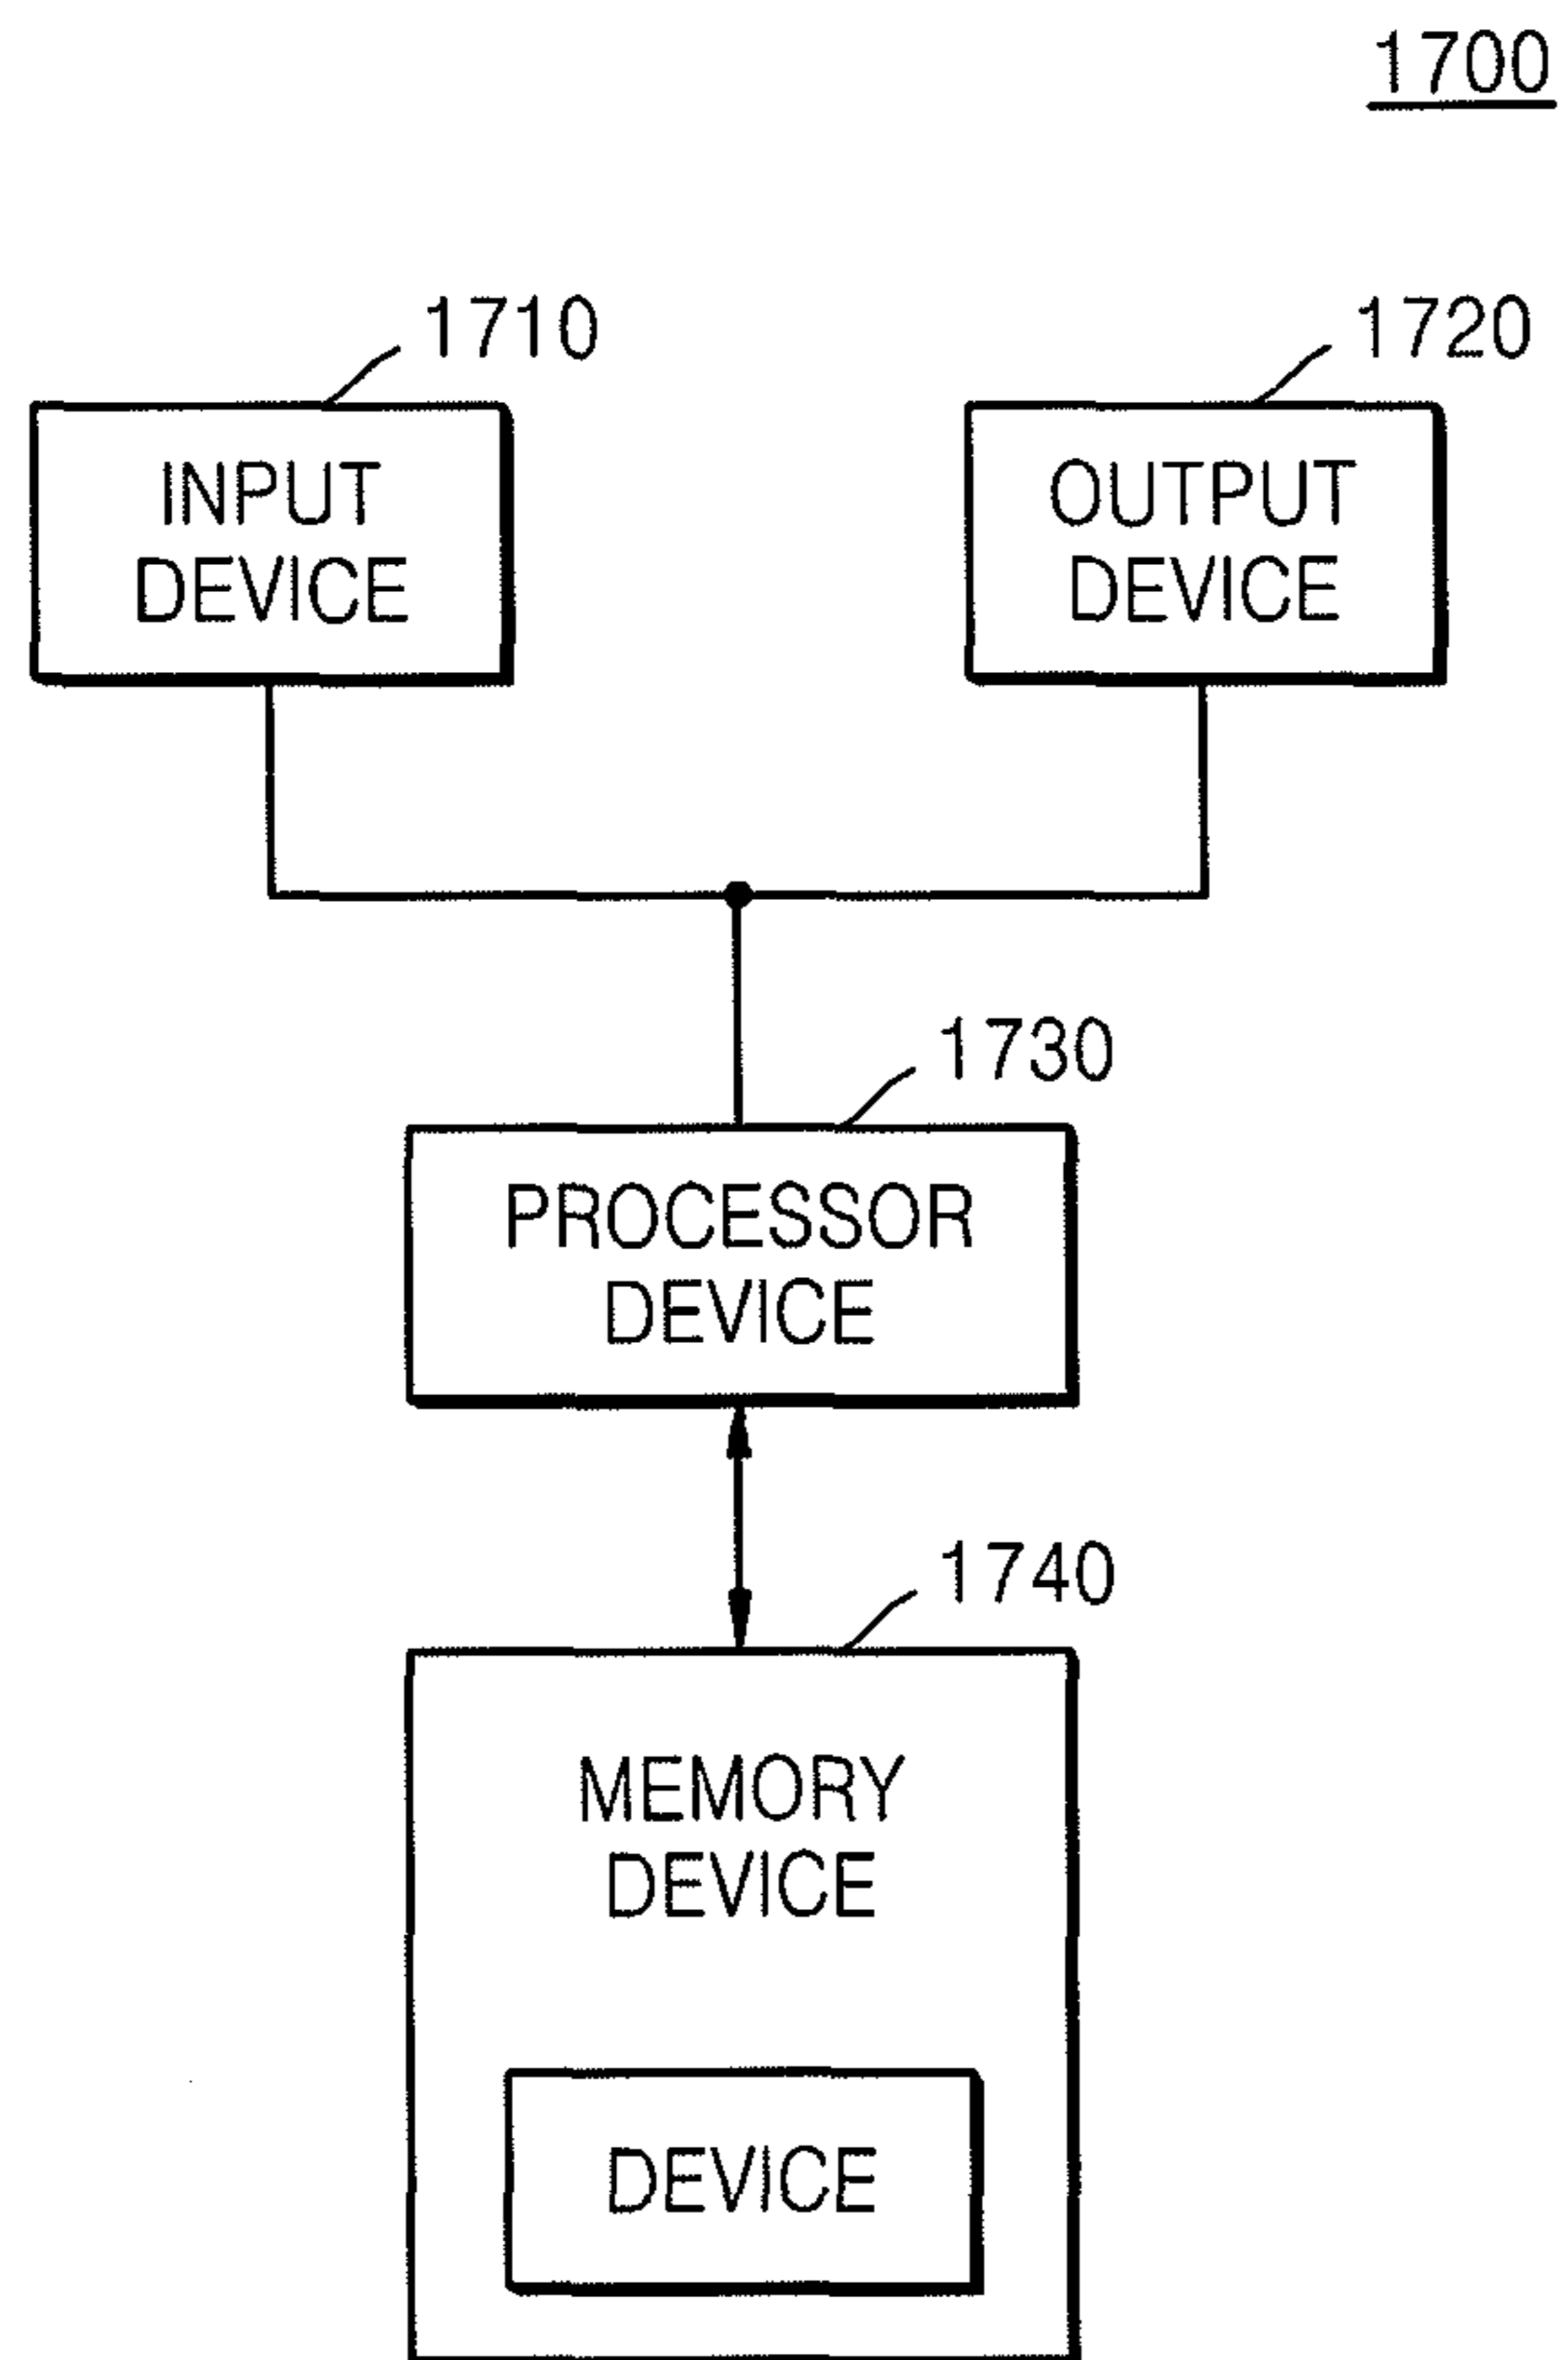 1700
1710
1720
INPUT
DEVICE
OUTPUT
DEVICE
1730
PROCESSOR
DEVICE
1740
MEMORY
DEVICE
DEVICE